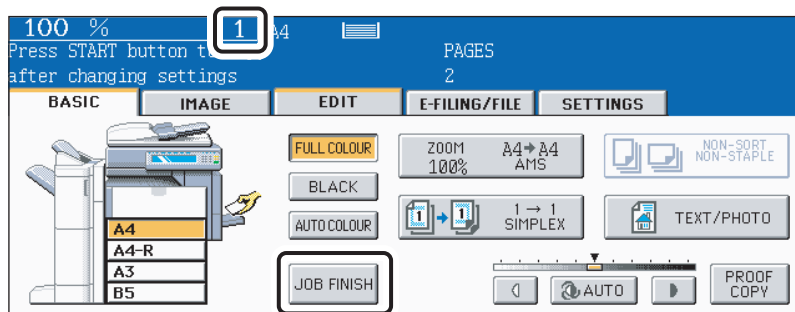 100 % 1 A4
Press START button t
after changing settings
PAGES
2
BASIC IMAGE EDIT E-FILING/FILE SETTINGS
A4
A4-R
A3
B5
FULL COLOUR
BLACK
AUTO COLOUR
JOB FINISH
ZOOM A4→A4
100% AMS
1 → 1
SIMPLEX
1 → 1
NON-SORT
NON-STAPLE
TEXT/PHOTO
AUTO
PROOF
COPY